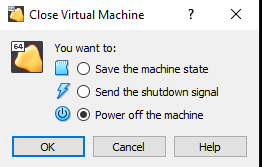 Close Virtual Machine ?
64
You want to:
Save the machine state
Send the shutdown signal
Power off the machine
OK Cancel Help